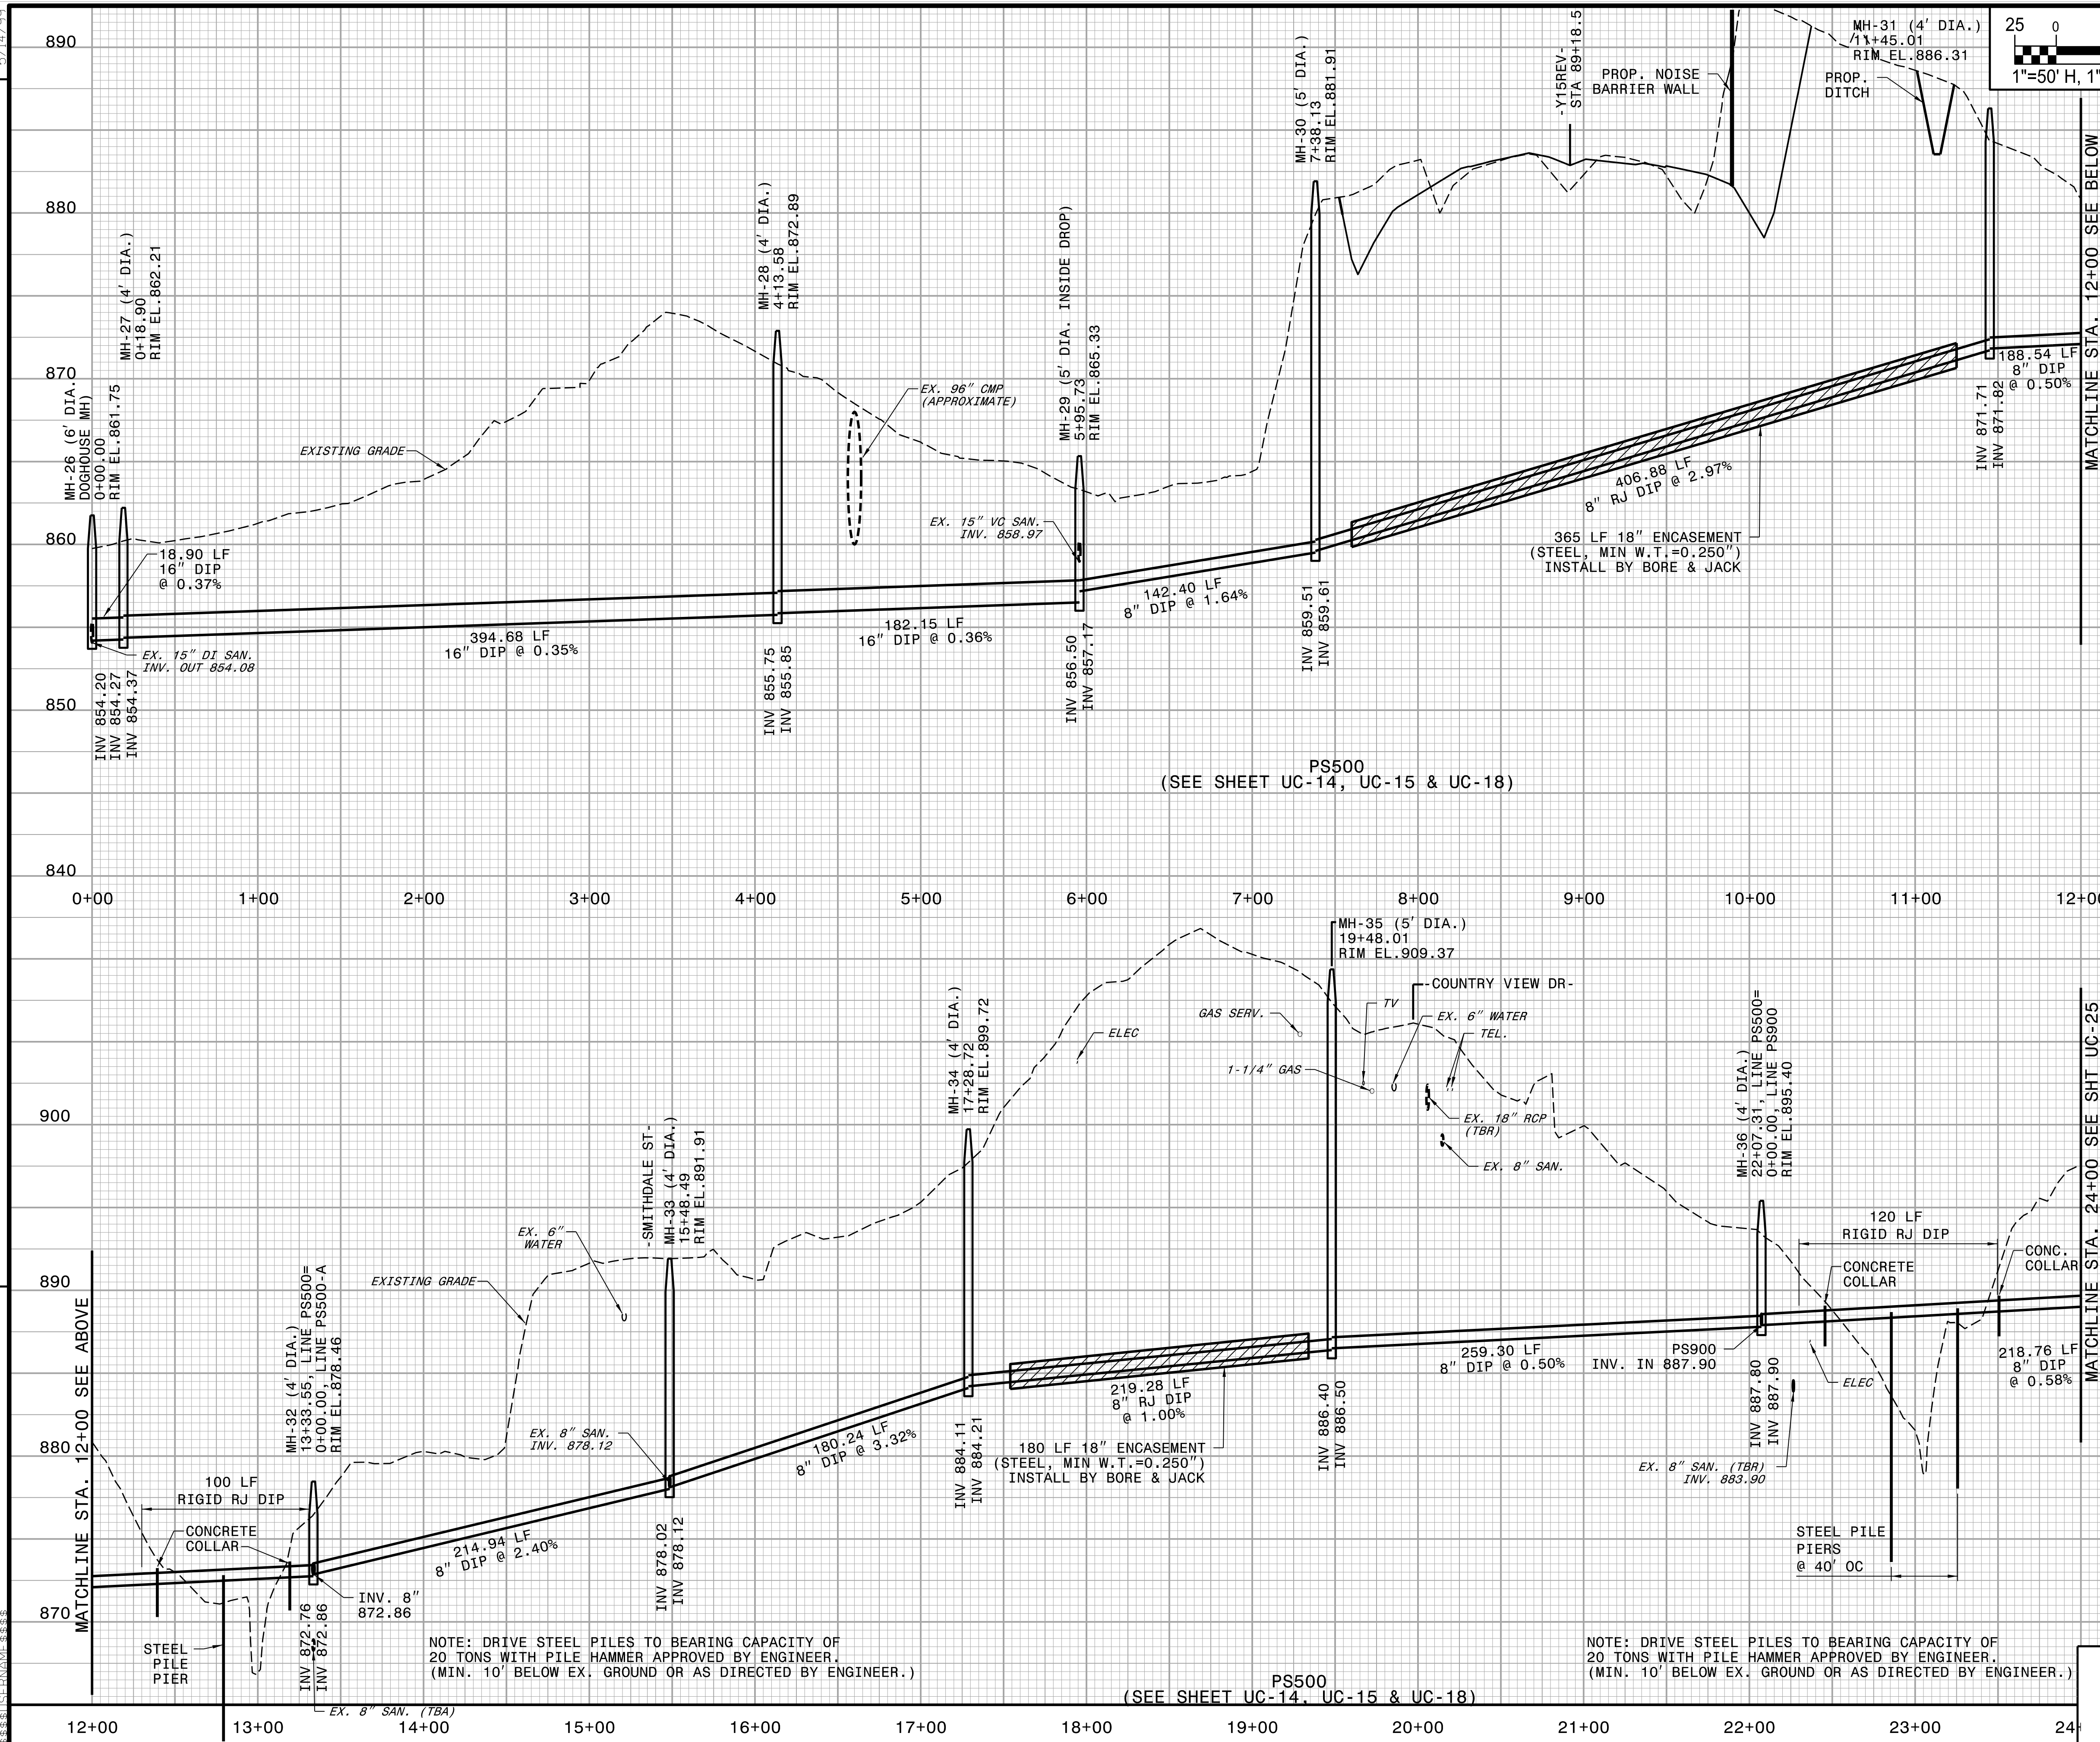 890
880
870
860
850
840
MH-26 (6' DIA.
DOGHOUSE MH)
0+00.00
RIM EL.861.75
MH-27 (4' DIA.)
0+18.90
RIM EL.862.21
EXISTING GRADE
18.90 LF
16" DIP
@ 0.37%
EX. 15" DI SAN.
INV. OUT 854.08
INV 854.20
INV 854.27
INV 854.37
394.68 LF
16" DIP @ 0.35%
MH-28 (4' DIA.)
4+13.58
RIM EL.872.89
INV 855.75
INV 855.85
EX. 96" CMP
(APPROXIMATE)
182.15 LF
16" DIP @ 0.36%
MH-29 (5' DIA. INSIDE DROP)
5+95.73
RIM EL.865.33
EX. 15" VC SAN.
INV. 858.97
INV 856.50
INV 857.17
142.40 LF
8" DIP @ 1.64%
MH-30 (5' DIA.)
7+38.13
RIM EL.881.91
INV 859.51
INV 859.61
-Y15REV-
STA 89+18.5
PROP. NOISE
BARRIER WALL
PROP.
DITCH
MH-31 (4' DIA.)
11+45.01
RIM EL.886.31
25 0
1"=50' H, 1"
406.88 LF
8" RJ DIP @ 2.97%
365 LF 18" ENCASEMENT
(STEEL, MIN W.T.=0.250")
INSTALL BY BORE & JACK
INV 871.71
INV 871.82
188.54 LF
8" DIP
@ 0.50%
MATCHLINE STA. 12+00 SEE BELOW
PS500
(SEE SHEET UC-14, UC-15 & UC-18)
0+00 1+00 2+00 3+00 4+00 5+00 6+00 7+00 8+00 9+00 10+00 11+00 12+00
900
890
880
870
MATCHLINE STA. 12+00 SEE ABOVE
100 LF
RIGID RJ DIP
CONCRETE
COLLAR
STEEL
PILE
PIER
MH-32 (4' DIA.)
13+33.55, LINE PS500=
0+00.00, LINE PS500-A
RIM EL.878.46
INV. 8"
872.86
INV 872.76
INV 872.86
EX. 8" SAN. (TBA)
EXISTING GRADE
214.94 LF
8" DIP @ 2.40%
EX. 6"
WATER
-SMITHDALE ST-
MH-33 (4' DIA.)
15+48.49
RIM EL.891.91
EX. 8" SAN.
INV. 878.12
INV 878.02
INV 878.12
NOTE: DRIVE STEEL PILES TO BEARING CAPACITY OF
20 TONS WITH PILE HAMMER APPROVED BY ENGINEER.
(MIN. 10' BELOW EX. GROUND OR AS DIRECTED BY ENGINEER.)
180.24 LF
8" DIP @ 3.32%
MH-34 (4' DIA.)
17+28.72
RIM EL.899.72
INV 884.11
INV 884.21
ELEC
219.28 LF
8" RJ DIP
@ 1.00%
180 LF 18" ENCASEMENT
(STEEL, MIN W.T.=0.250")
INSTALL BY BORE & JACK
MH-35 (5' DIA.)
19+48.01
RIM EL.909.37
GAS SERV.
1-1/4" GAS
TV
-COUNTRY VIEW DR-
EX. 6" WATER
TEL.
EX. 18" RCP
(TBR)
EX. 8" SAN.
INV 886.40
INV 886.50
259.30 LF
8" DIP @ 0.50%
MH-36 (4' DIA.)
22+07.31, LINE PS500=
0+00.00, LINE PS900
RIM EL.895.40
PS900
INV. IN 887.90
INV 887.80
INV 887.90
EX. 8" SAN. (TBR)
INV. 883.90
ELEC
120 LF
RIGID RJ DIP
CONCRETE
COLLAR
CONC.
COLLAR
218.76 LF
8" DIP
@ 0.58%
STEEL PILE
PIERS
@ 40' OC
MATCHLINE STA. 24+00 SEE SHT UC-25
NOTE: DRIVE STEEL PILES TO BEARING CAPACITY OF
20 TONS WITH PILE HAMMER APPROVED BY ENGINEER.
(MIN. 10' BELOW EX. GROUND OR AS DIRECTED BY ENGINEER.)
PS500
(SEE SHEET UC-14, UC-15 & UC-18)
12+00 13+00 14+00 15+00 16+00 17+00 18+00 19+00 20+00 21+00 22+00 23+00 24+